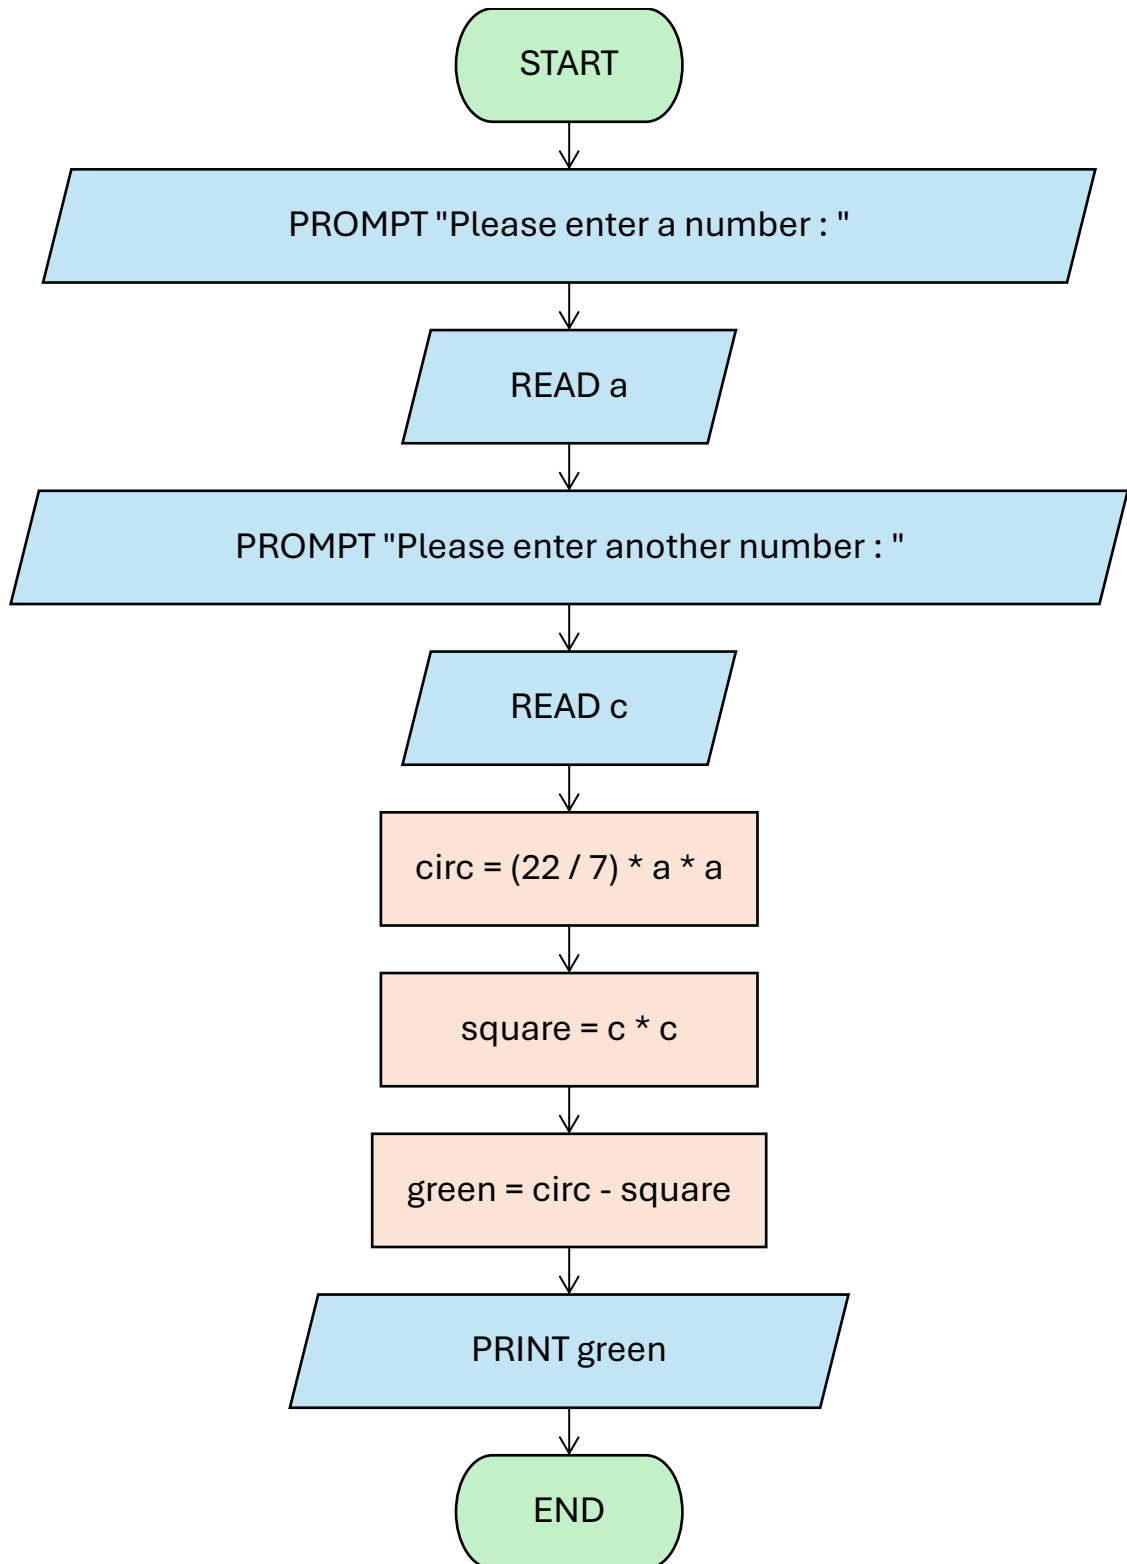 START
PROMPT "Please enter a number : "
READ a
PROMPT "Please enter another number : "
READ c
circ = (22 / 7) * a * a
square = c * c
green = circ - square
PRINT green
END